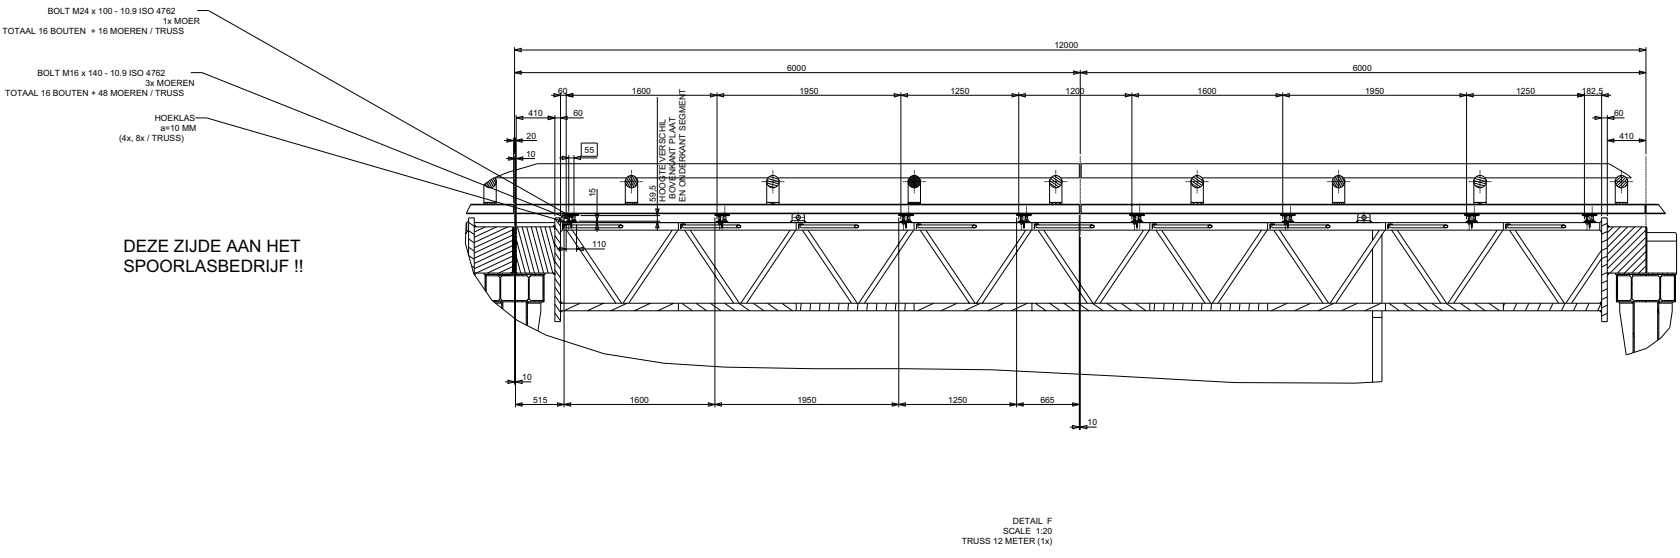 BOLT M24 x 100 - 10.9 ISO 4762
1x MOER
TOTAAL 16 BOUTEN + 16 MOEREN / TRUSS
BOLT M16 x 140 - 10.9 ISO 4762
3x MOEREN
TOTAAL 16 BOUTEN + 48 MOEREN / TRUSS
HOEKLAS
a=10 MM
(4x, 8x / TRUSS)
DEZE ZIJDE AAN HET
SPOORLASBEDRIJF !!
12000
6000
6000
60
1600
1950
1250
1200
1600
1950
1250
182.5
410
60
60
410
20
10
55
15
59,5
HOOGTEVERSCHIL
BOVENKANT PLAAT
EN ONDERKANT SEGMENT
110
10
515
1600
1950
1250
665
10
DETAIL F
SCALE 1:20
TRUSS 12 METER (1x)